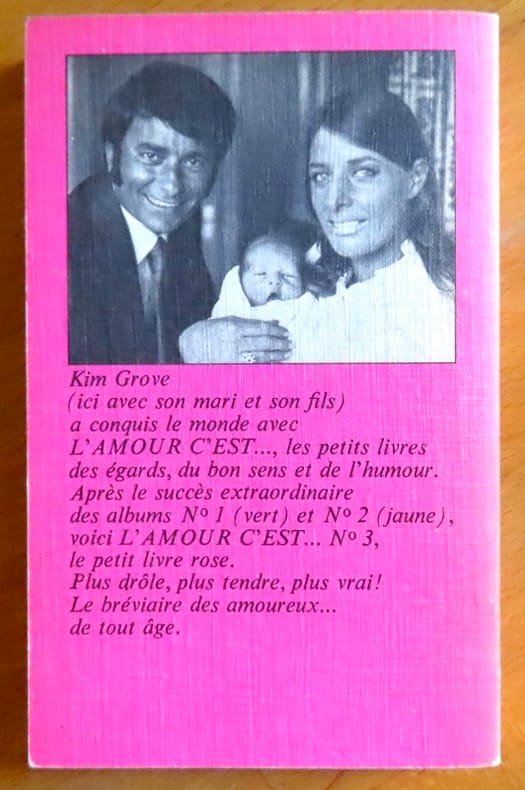 Kim Grove
(ici avec son mari et son fils)
a conquis le monde avec
L'AMOUR C'EST..., les petits livres
des égards, du bon sens et de l'humour.
Après le succès extraordinaire
des albums Nº 1 (vert) et Nº 2 (jaune),
voici L'AMOUR C'EST... Nº 3,
le petit livre rose.
Plus drôle, plus tendre, plus vrai!
Le bréviaire des amoureux...
de tout âge.